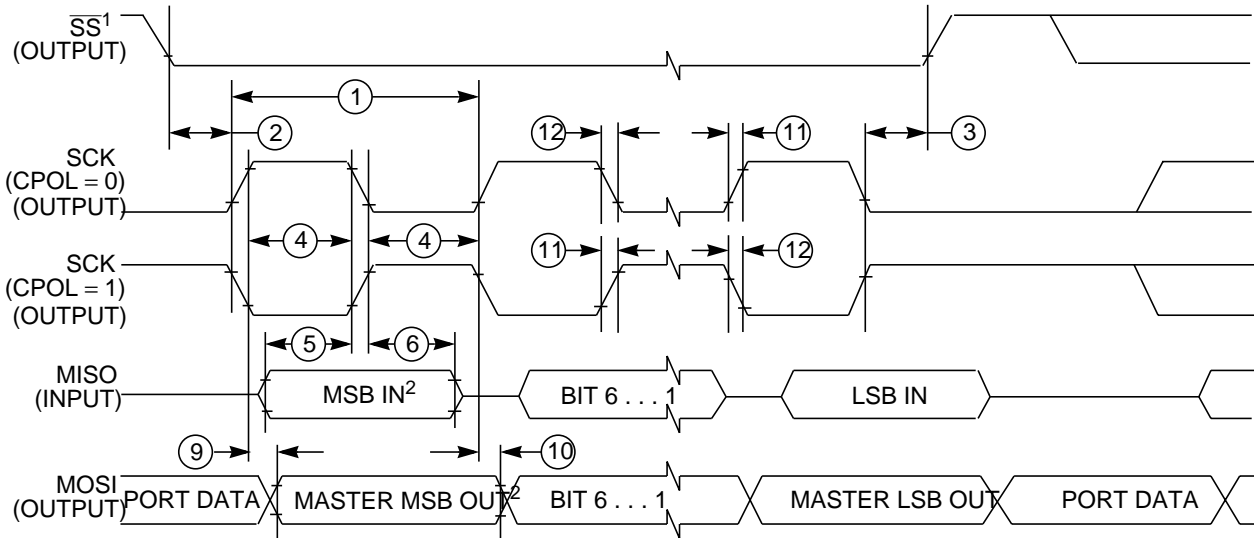 SS1
(OUTPUT)
1
2
12
11
3
SCK
(CPOL = 0)
(OUTPUT)
4
4
SCK
(CPOL = 1)
(OUTPUT)
11
12
5
6
MISO
(INPUT)
MSB IN2
BIT 6 . . . 1
LSB IN
9
10
MOSI
(OUTPUT)
PORT DATA
MASTER MSB OUT2
BIT 6 . . . 1
MASTER LSB OUT
PORT DATA